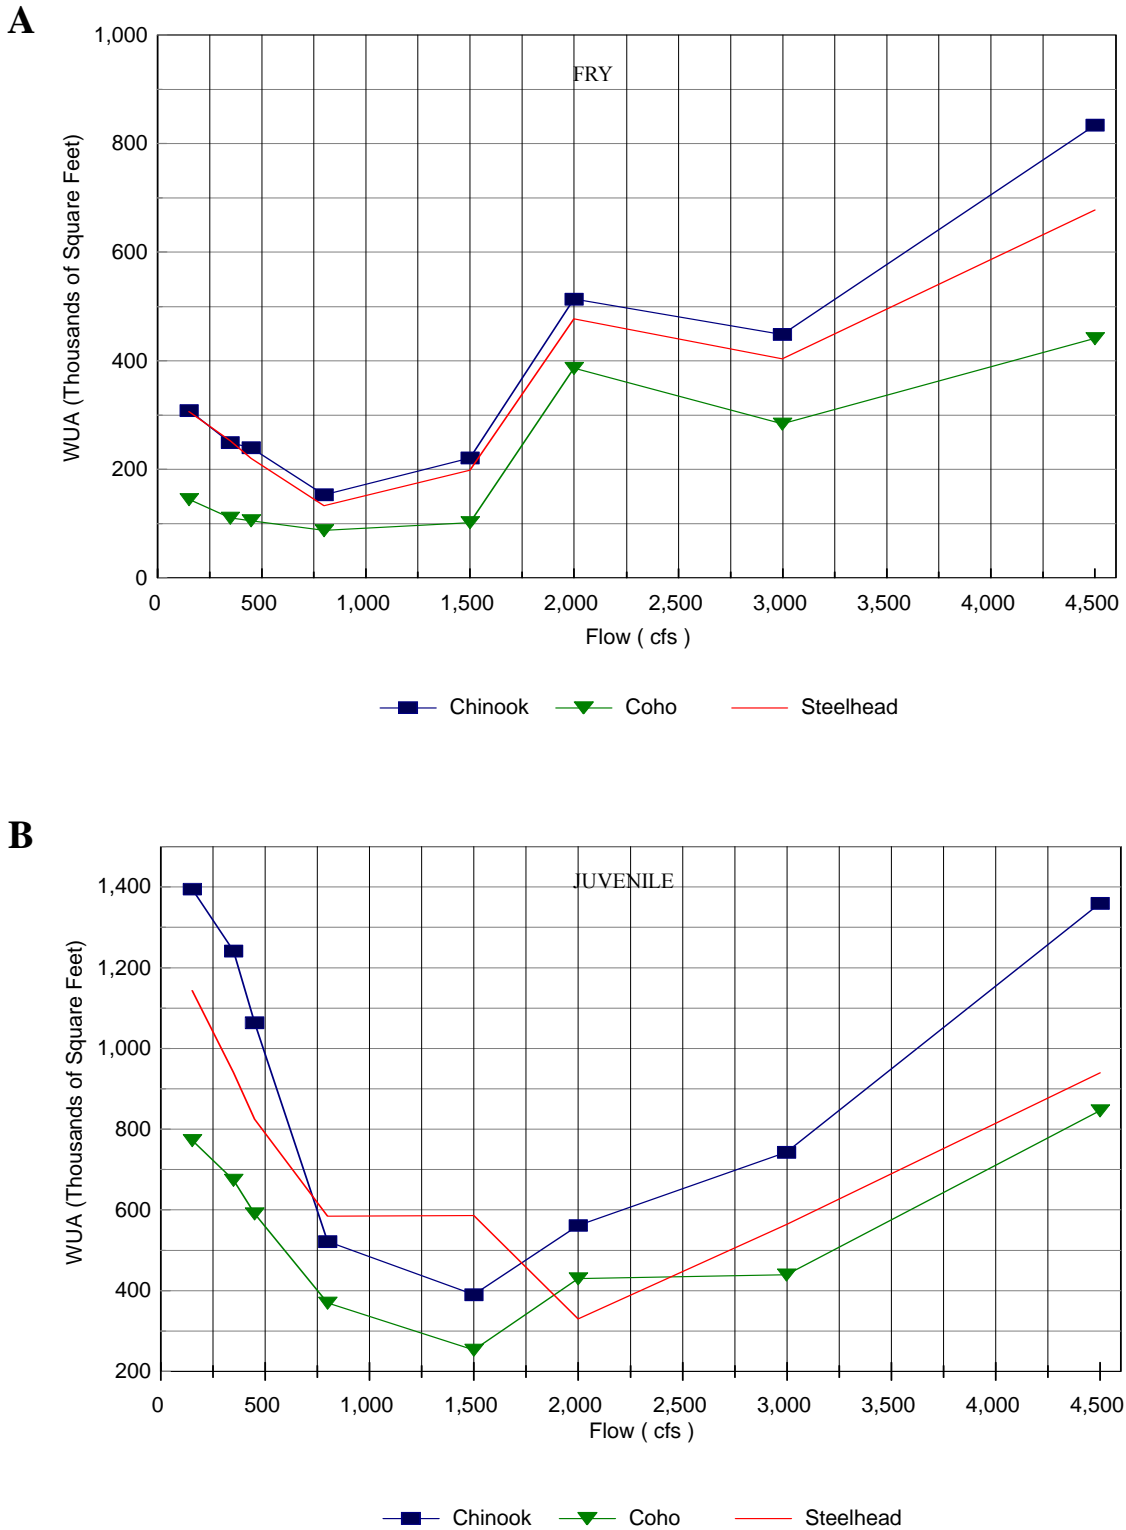 A
FRY
WUA (Thousands of Square Feet)
1,000
800
600
400
200
0
0 500 1,000 1,500 2,000 2,500 3,000 3,500 4,000 4,500
Flow ( cfs )
Chinook Coho Steelhead
B
JUVENILE
WUA (Thousands of Square Feet)
1,400
1,200
1,000
800
600
400
200
0 500 1,000 1,500 2,000 2,500 3,000 3,500 4,000 4,500
Flow ( cfs )
Chinook Coho Steelhead